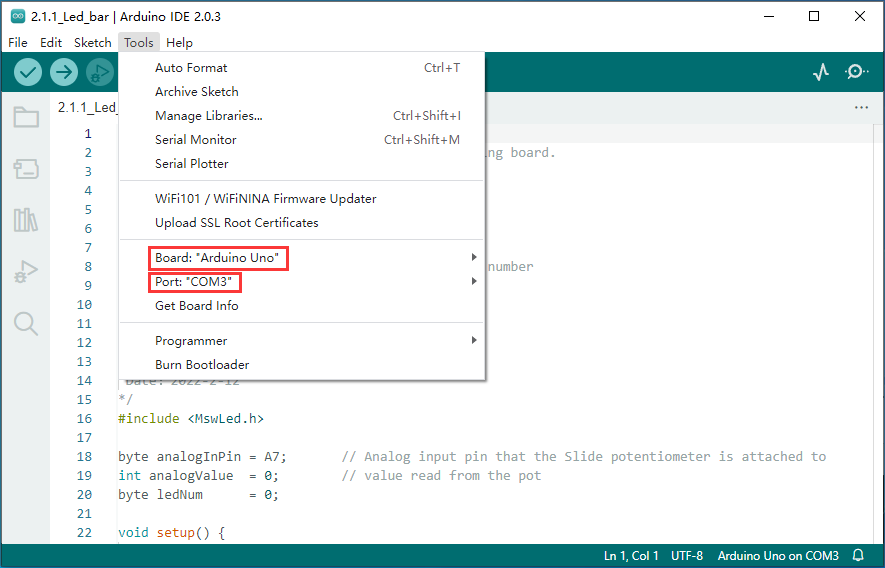 2.1.1_Led_bar | Arduino IDE 2.0.3
File Edit Sketch Tools Help
Auto Format Ctrl+T
Archive Sketch
Manage Libraries... Ctrl+Shift+I
Serial Monitor Ctrl+Shift+M
Serial Plotter
WiFi101 / WiFiNINA Firmware Updater
Upload SSL Root Certificates
Board: "Arduino Uno"
Port: "COM3"
Get Board Info
Programmer
Burn Bootloader
2.1.1_Led_
1
2 ng board.
3
4
5
6
7
8 number
9
10
11
12
13
14 Date: 2022-2-12
15 */
16 #include <MswLed.h>
17
18 byte analogInPin = A7; // Analog input pin that the Slide potentiometer is attached to
19 int analogValue = 0; // value read from the pot
20 byte ledNum = 0;
21
22 void setup() {
Ln 1, Col 1 UTF-8 Arduino Uno on COM3